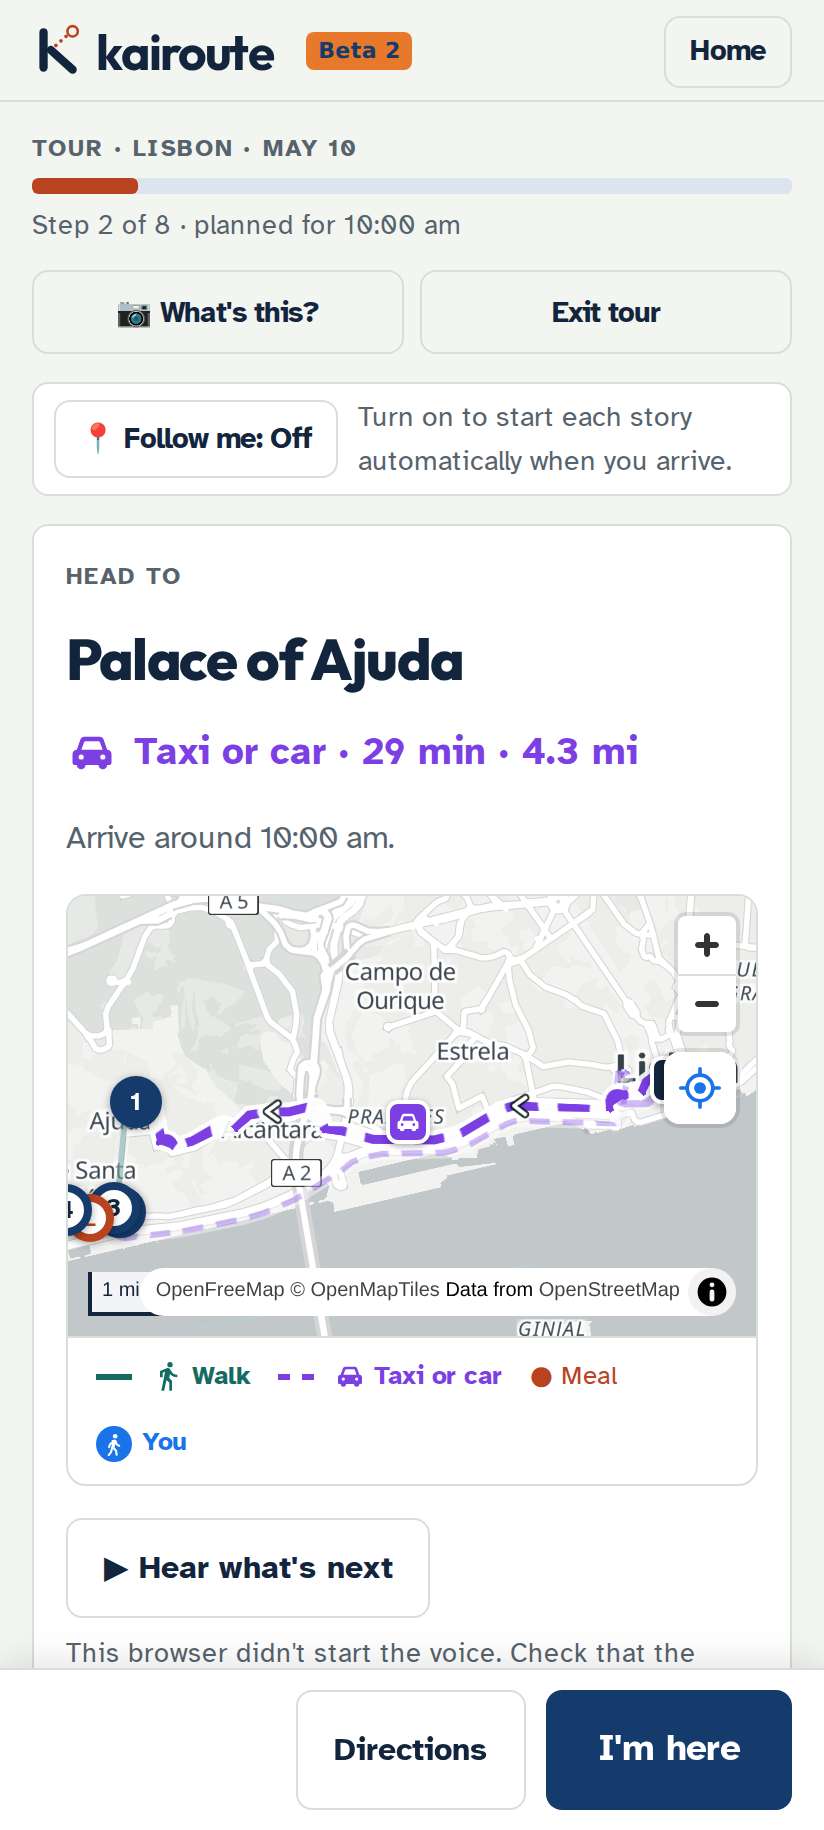 kairoute
Beta 2
Home
TOUR · LISBON · MAY 10
Step 2 of 8 · planned for 10:00 am
📷 What's this?
Exit tour
📍 Follow me: Off
Turn on to start each story
automatically when you arrive.
HEAD TO
Palace of Ajuda
Taxi or car · 29 min · 4.3 mi
Arrive around 10:00 am.
A 5
Campo de
Ourique
Estrela
1
Alcântara
A 2
Santa
3
1 mi
OpenFreeMap © OpenMapTiles Data from OpenStreetMap
GINJAL
Walk
Taxi or car
Meal
You
▶ Hear what's next
This browser didn't start the voice. Check that the
Directions
I'm here